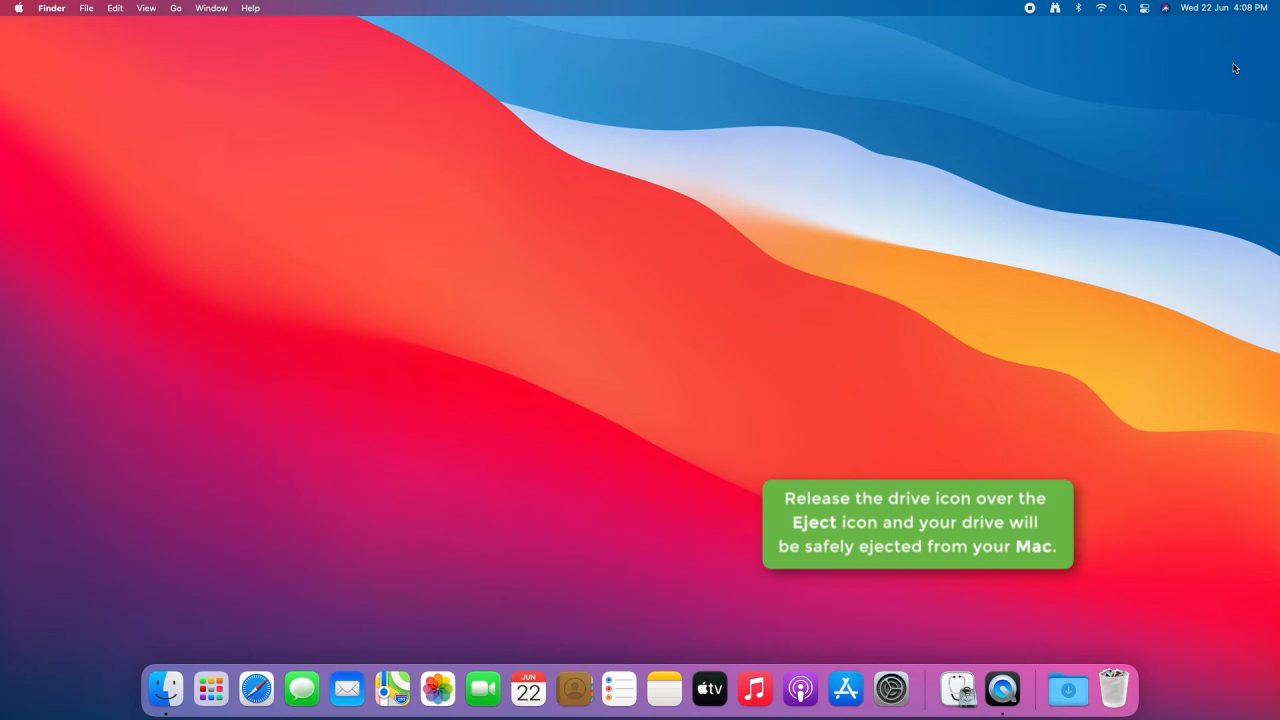 Finder File Edit View Go Window Help Wed 22 Jun 4:08 PM
Release the drive icon over the
Eject icon and your drive will
be safely ejected from your Mac.
JUN
22
tv